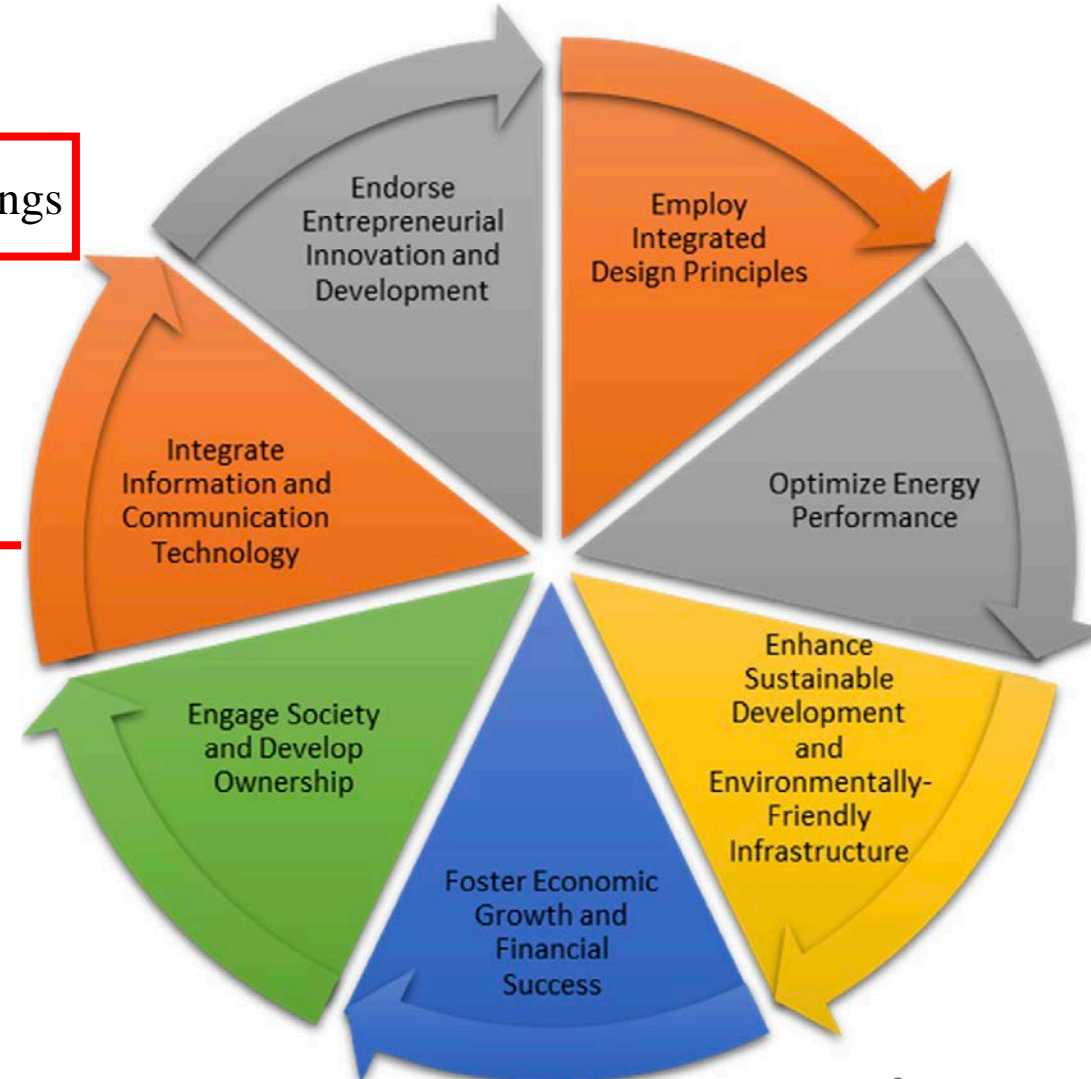 Endorse
Entrepreneurial
Innovation and
Development
Employ
Integrated
Design Principles
Optimize Energy
Performance
Enhance
Sustainable
Development
and
Environmentally-
Friendly
Infrastructure
Foster Economic
Growth and
Financial
Success
Engage Society
and Develop
Ownership
Integrate
Information and
Communication
Technology
ngs